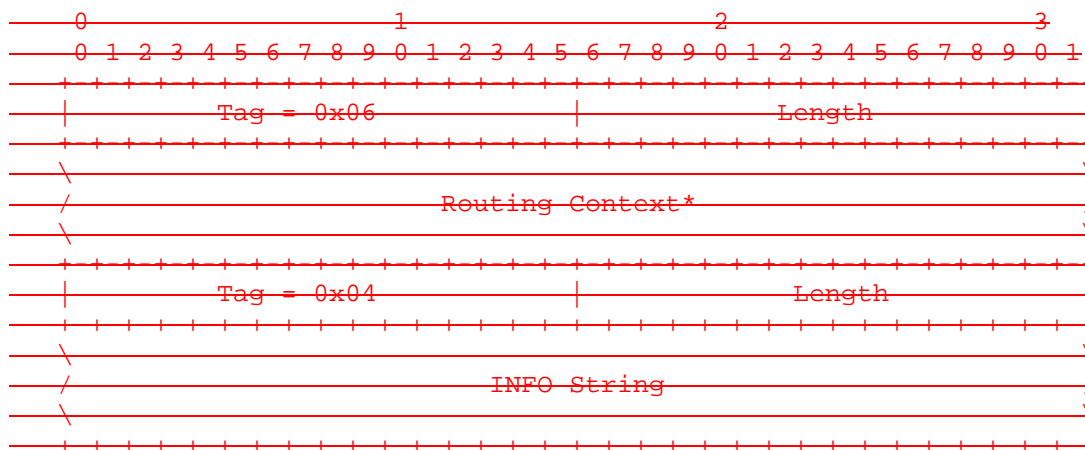 0                   1                   2                   3
0 1 2 3 4 5 6 7 8 9 0 1 2 3 4 5 6 7 8 9 0 1 2 3 4 5 6 7 8 9 0 1
+-+-+-+-+-+-+-+-+-+-+-+-+-+-+-+-+-+-+-+-+-+-+-+-+-+-+-+-+-+-+-+-
|         Tag = 0x06            |            Length
+-+-+-+-+-+-+-+-+-+-+-+-+-+-+-+-+-+-+-+-+-+-+-+-+-+-+-+-+-+-+-+-
\                                                               \
/                       Routing Context*                        /
\                                                               \
+-+-+-+-+-+-+-+-+-+-+-+-+-+-+-+-+-+-+-+-+-+-+-+-+-+-+-+-+-+-+-+-
|         Tag = 0x04            |             Length
+-+-+-+-+-+-+-+-+-+-+-+-+-+-+-+-+-+-+-+-+-+-+-+-+-+-+-+-+-+-+-+-
\                                                               \
/                          INFO String                          /
\                                                               \
+-+-+-+-+-+-+-+-+-+-+-+-+-+-+-+-+-+-+-+-+-+-+-+-+-+-+-+-+-+-+-+-